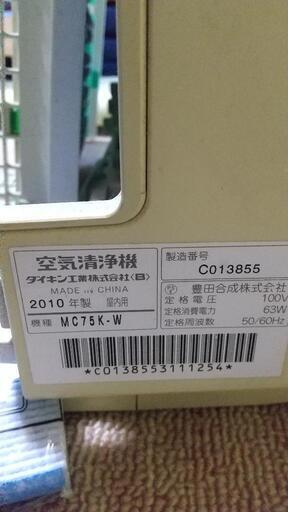 空気清浄機
ダイキン工業株式会社〈B〉
MADE IN CHINA
2010 年製 屋内用
機種 MC75K-W
製造番号
C013855
豊田合成株式会社
定格電圧 100V
定格消費電力 63W
定格周波数 50/60Hz
*C0138553111254*